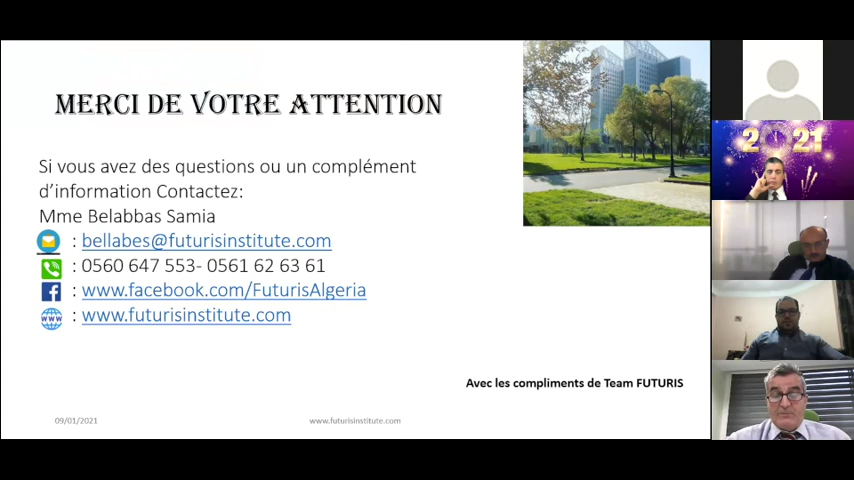 MERCI DE VOTRE ATTENTION
Si vous avez des questions ou un complément
d’information Contactez:
Mme Belabbas Samia
: bellabes@futurisinstitute.com
: 0560 647 553- 0561 62 63 61
: www.facebook.com/FuturisAlgeria
WWW : www.futurisinstitute.com
Avec les compliments de Team FUTURIS
09/01/2021
www.futurisinstitute.com
2021